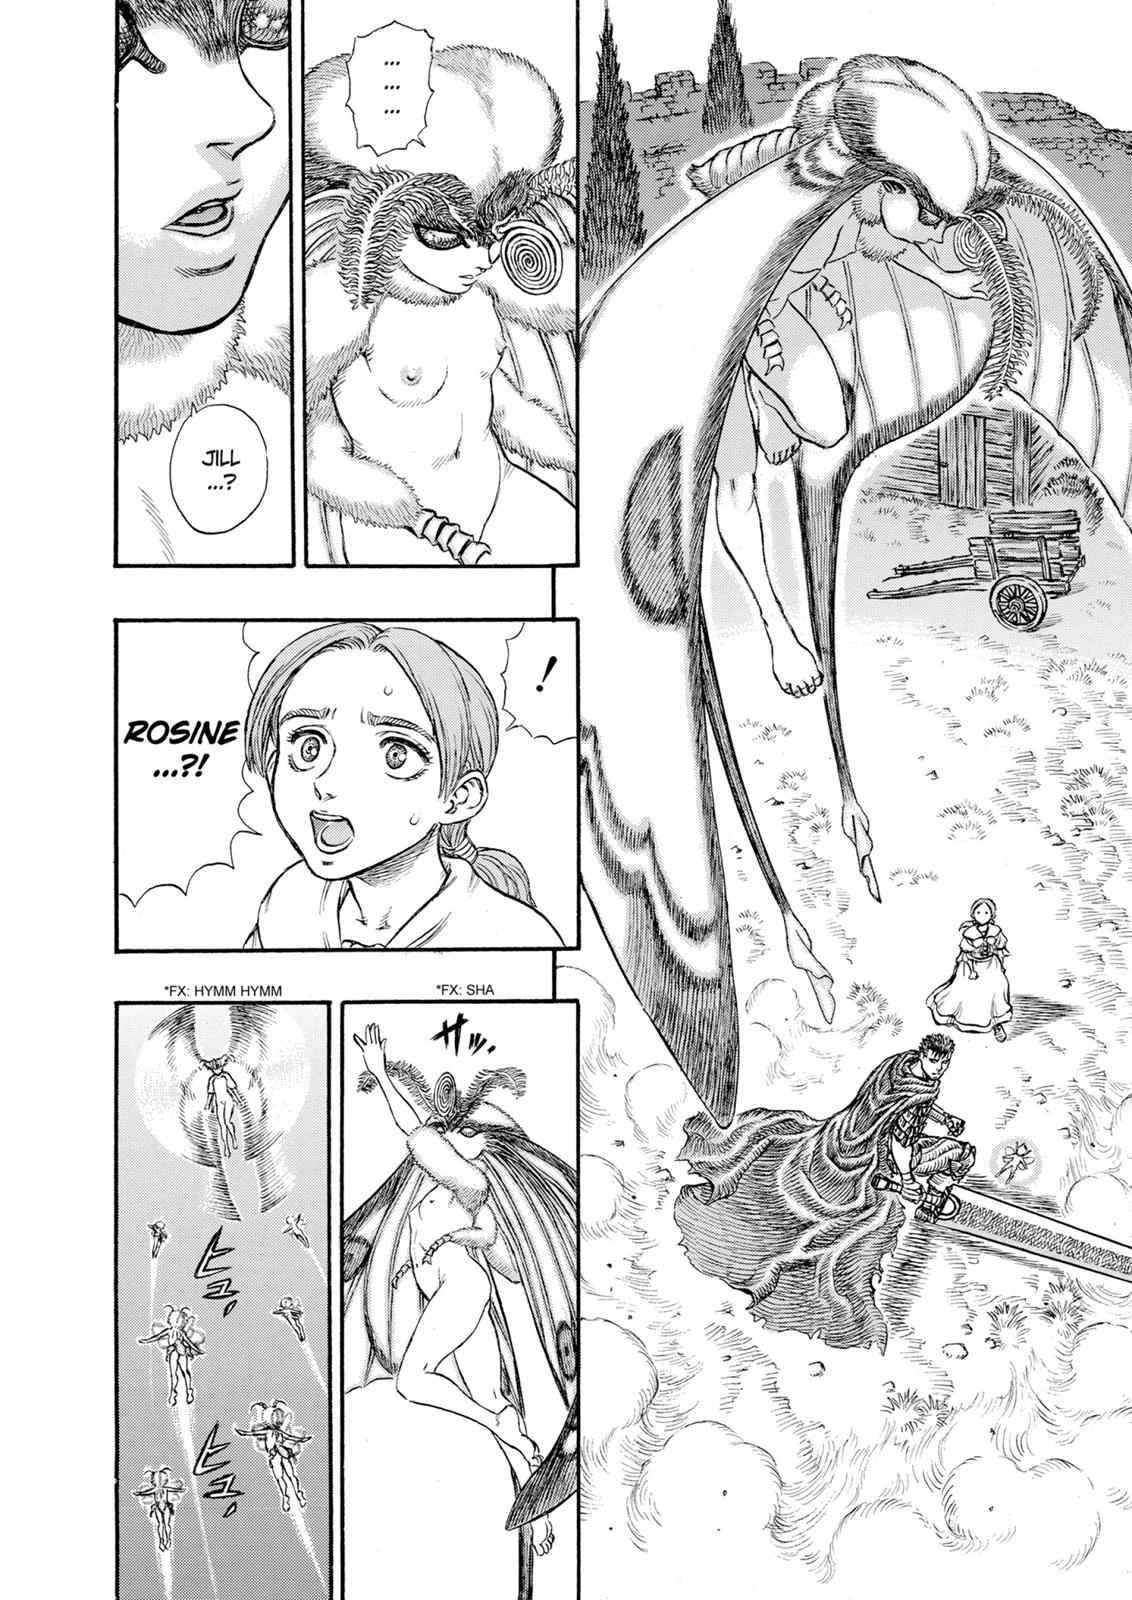 ...
...
...
JILL
...?
!
ROSINE
...?!
*FX: SHA
ザッ,
*FX: HYMM HYMM
ヒュ,
ヒュ,